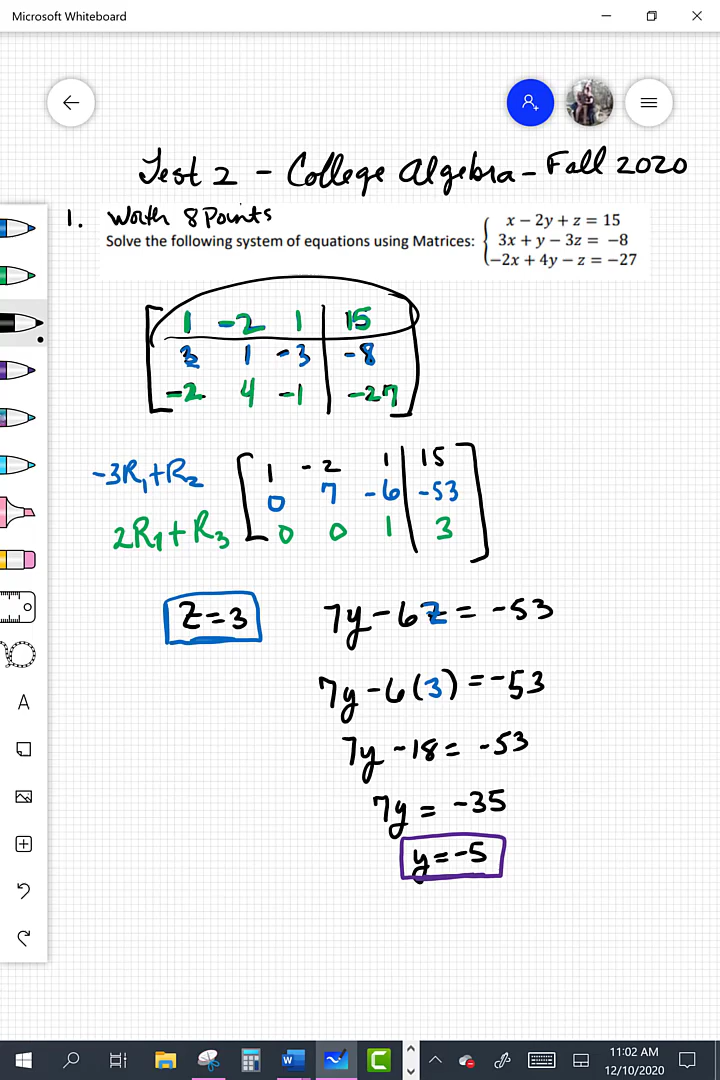 Microsoft Whiteboard
Test 2 - College Algebra - Fall 2020
1. Worth 8 Points
Solve the following system of equations using Matrices: { x − 2y + z = 15
3x + y − 3z = −8
−2x + 4y − z = −27
1 -2 1 | 15
3 1 -3 | -8
-2 4 -1 | -27
1 -2 1 | 15
-3R₁+R₂ 0 7 -6 | -53
2R₁+R₃ 0 0 1 | 3
z=3 7y-6z = -53
7y-6(3) = -53
7y-18 = -53
7y = -35
y=-5
A
W
C
11:02 AM
12/10/2020